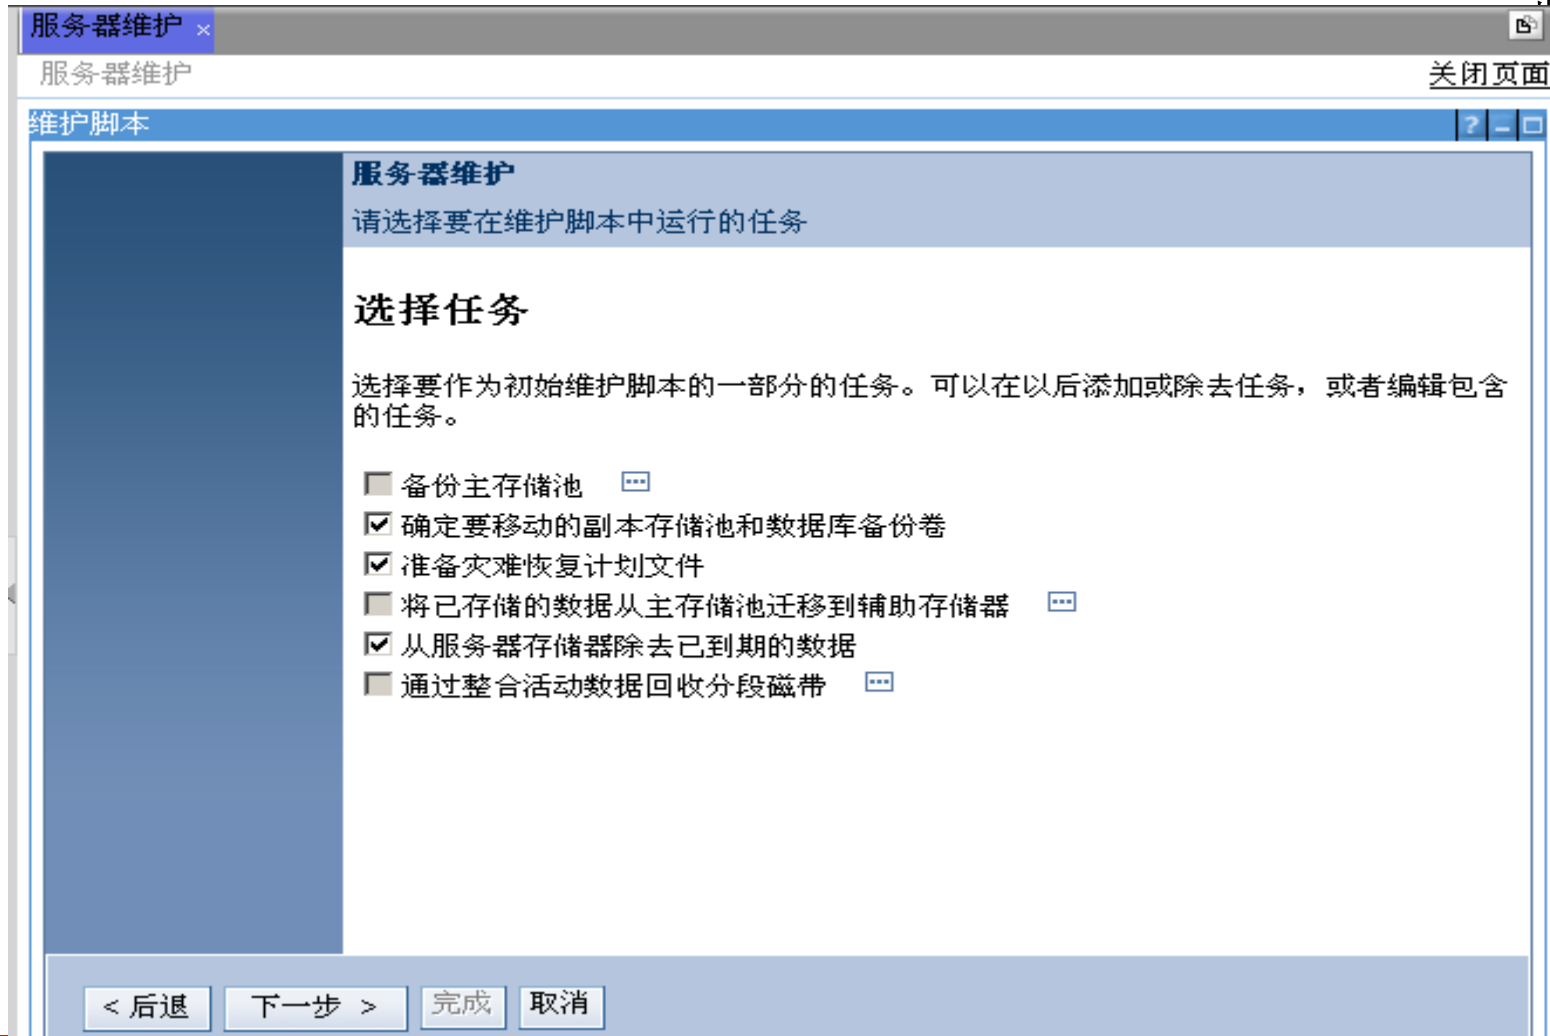 服务器维护 ×
服务器维护
关闭页面
维护脚本
?
服务器维护
请选择要在维护脚本中运行的任务
选择任务
选择要作为初始维护脚本的一部分的任务。可以在以后添加或除去任务，或者编辑包含
的任务。
备份主存储池
确定要移动的副本存储池和数据库备份卷
准备灾难恢复计划文件
将已存储的数据从主存储池迁移到辅助存储器
从服务器存储器除去已到期的数据
通过整合活动数据回收分段磁带
< 后退 下一步 > 完成 取消